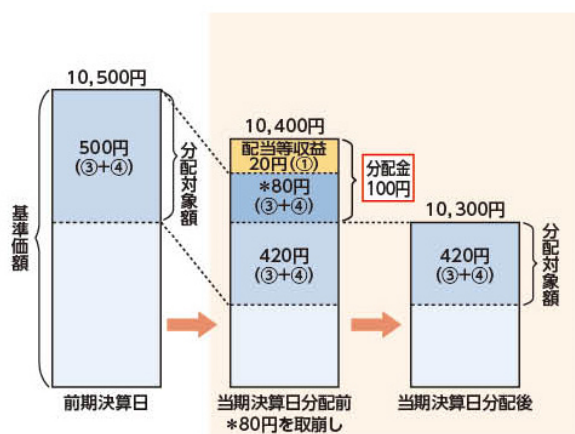 10,500円
500円
(③+④)
分配対象額
基準価額
前期決算日
10,400円
配当等収益
20円(①)
*80円
(③+④)
420円
(③+④)
分配金
100円
当期決算日分配前
*80円を取崩し
10,300円
420円
(③+④)
分配対象額
当期決算日分配後